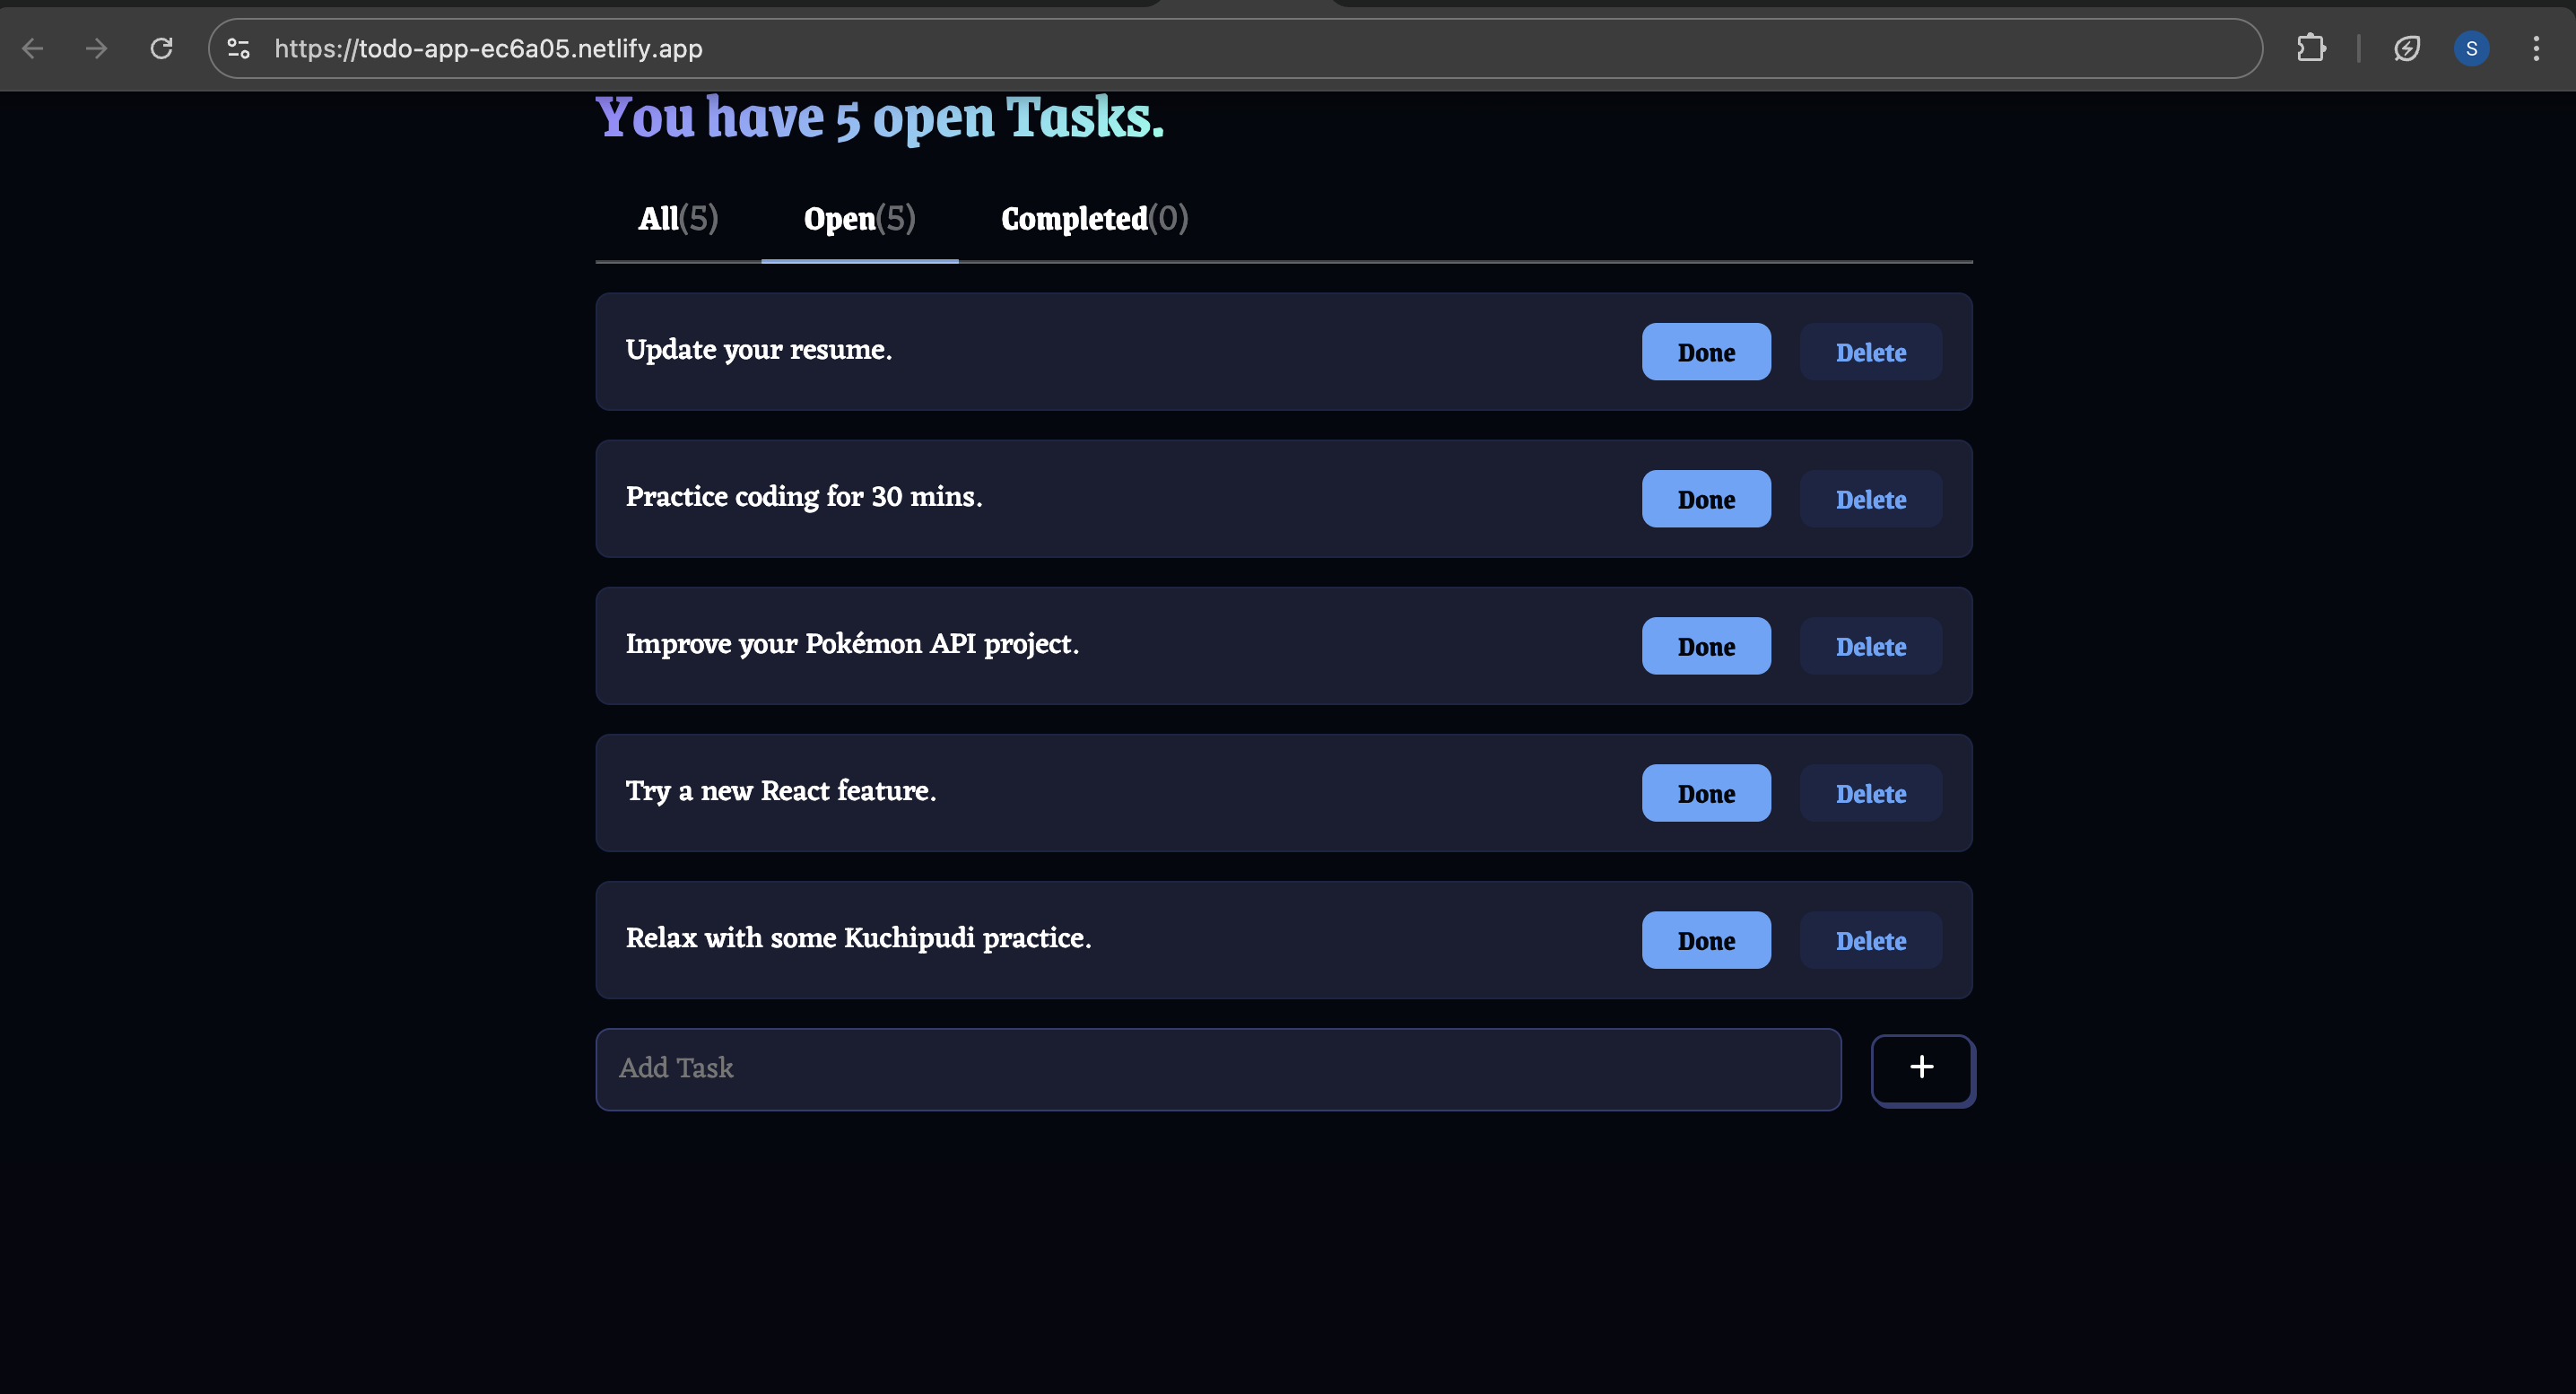 https://todo-app-ec6a05.netlify.app
S
You have 5 open Tasks.
All(5) Open(5) Completed(0)
Update your resume. Done Delete
Practice coding for 30 mins. Done Delete
Improve your Pokémon API project. Done Delete
Try a new React feature. Done Delete
Relax with some Kuchipudi practice. Done Delete
Add Task +